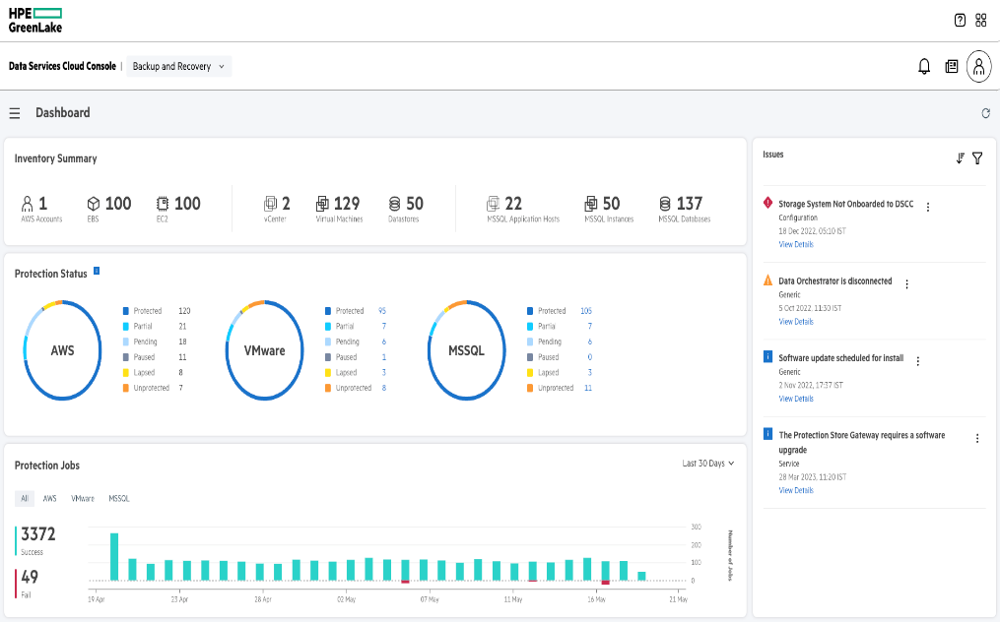 HPE
GreenLake
Data Services Cloud Console | Backup and Recovery
Dashboard
Inventory Summary
1
AWS Accounts
100
EBS
100
EC2
2
vCenter
129
Virtual Machines
50
Datastores
22
MSSQL Application Hosts
50
MSSQL Instances
137
MSSQL Databases
Protection Status
AWS
Protected 120
Partial 21
Pending 18
Paused 11
Lapsed 8
Unprotected 7
VMware
Protected 95
Partial 7
Pending 6
Paused 1
Lapsed 3
Unprotected 8
MSSQL
Protected 105
Partial 7
Pending 6
Paused 0
Lapsed 3
Unprotected 11
Protection Jobs
Last 30 Days
All AWS VMware MSSQL
3372
Success
49
Fail
300
200
100
0
Number of Jobs
19 Apr 23 Apr 28 Apr 02 May 07 May 11 May 16 May 21 May
Issues
Storage System Not Onboarded to DSCC
Configuration
18 Dec 2022, 05:10 IST
View Details
Data Orchestrator is disconnected
Generic
5 Oct 2022, 11:30 IST
View Details
Software update scheduled for install
Generic
2 Nov 2022, 17:37 IST
View Details
The Protection Store Gateway requires a software
upgrade
Service
28 Mar 2023, 11:20 IST
View Details